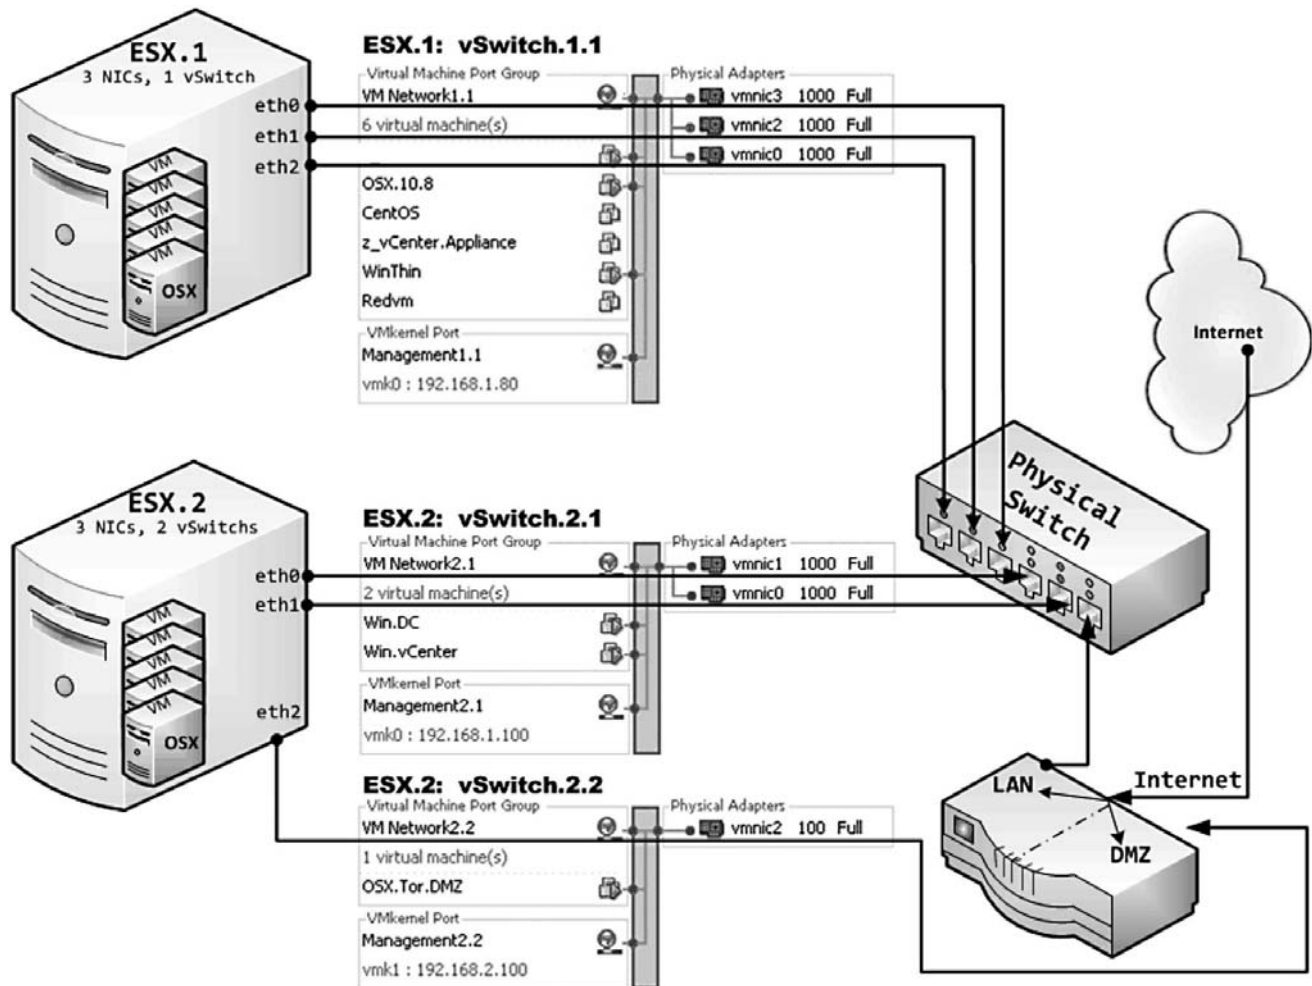 ESX.1
3 NICs, 1 vSwitch
eth0
eth1
eth2
VM
VM
VM
VM
VM
OSX
ESX.1: vSwitch.1.1
Virtual Machine Port Group
VM Network1.1
6 virtual machine(s)
OSX.10.8
CentOS
z_vCenter.Appliance
WinThin
Redvm
VMkernel Port
Management1.1
vmk0 : 192.168.1.80
Physical Adapters
vmnic3 1000 Full
vmnic2 1000 Full
vmnic0 1000 Full
Internet
Physical
Switch
ESX.2
3 NICs, 2 vSwitchs
eth0
eth1
eth2
VM
VM
VM
VM
VM
OSX
ESX.2: vSwitch.2.1
Virtual Machine Port Group
VM Network2.1
2 virtual machine(s)
Win.DC
Win.vCenter
VMkernel Port
Management2.1
vmk0 : 192.168.1.100
Physical Adapters
vmnic1 1000 Full
vmnic0 1000 Full
ESX.2: vSwitch.2.2
Virtual Machine Port Group
VM Network2.2
1 virtual machine(s)
OSX.Tor.DMZ
VMkernel Port
Management2.2
vmk1 : 192.168.2.100
Physical Adapters
vmnic2 100 Full
LAN
Internet
DMZ